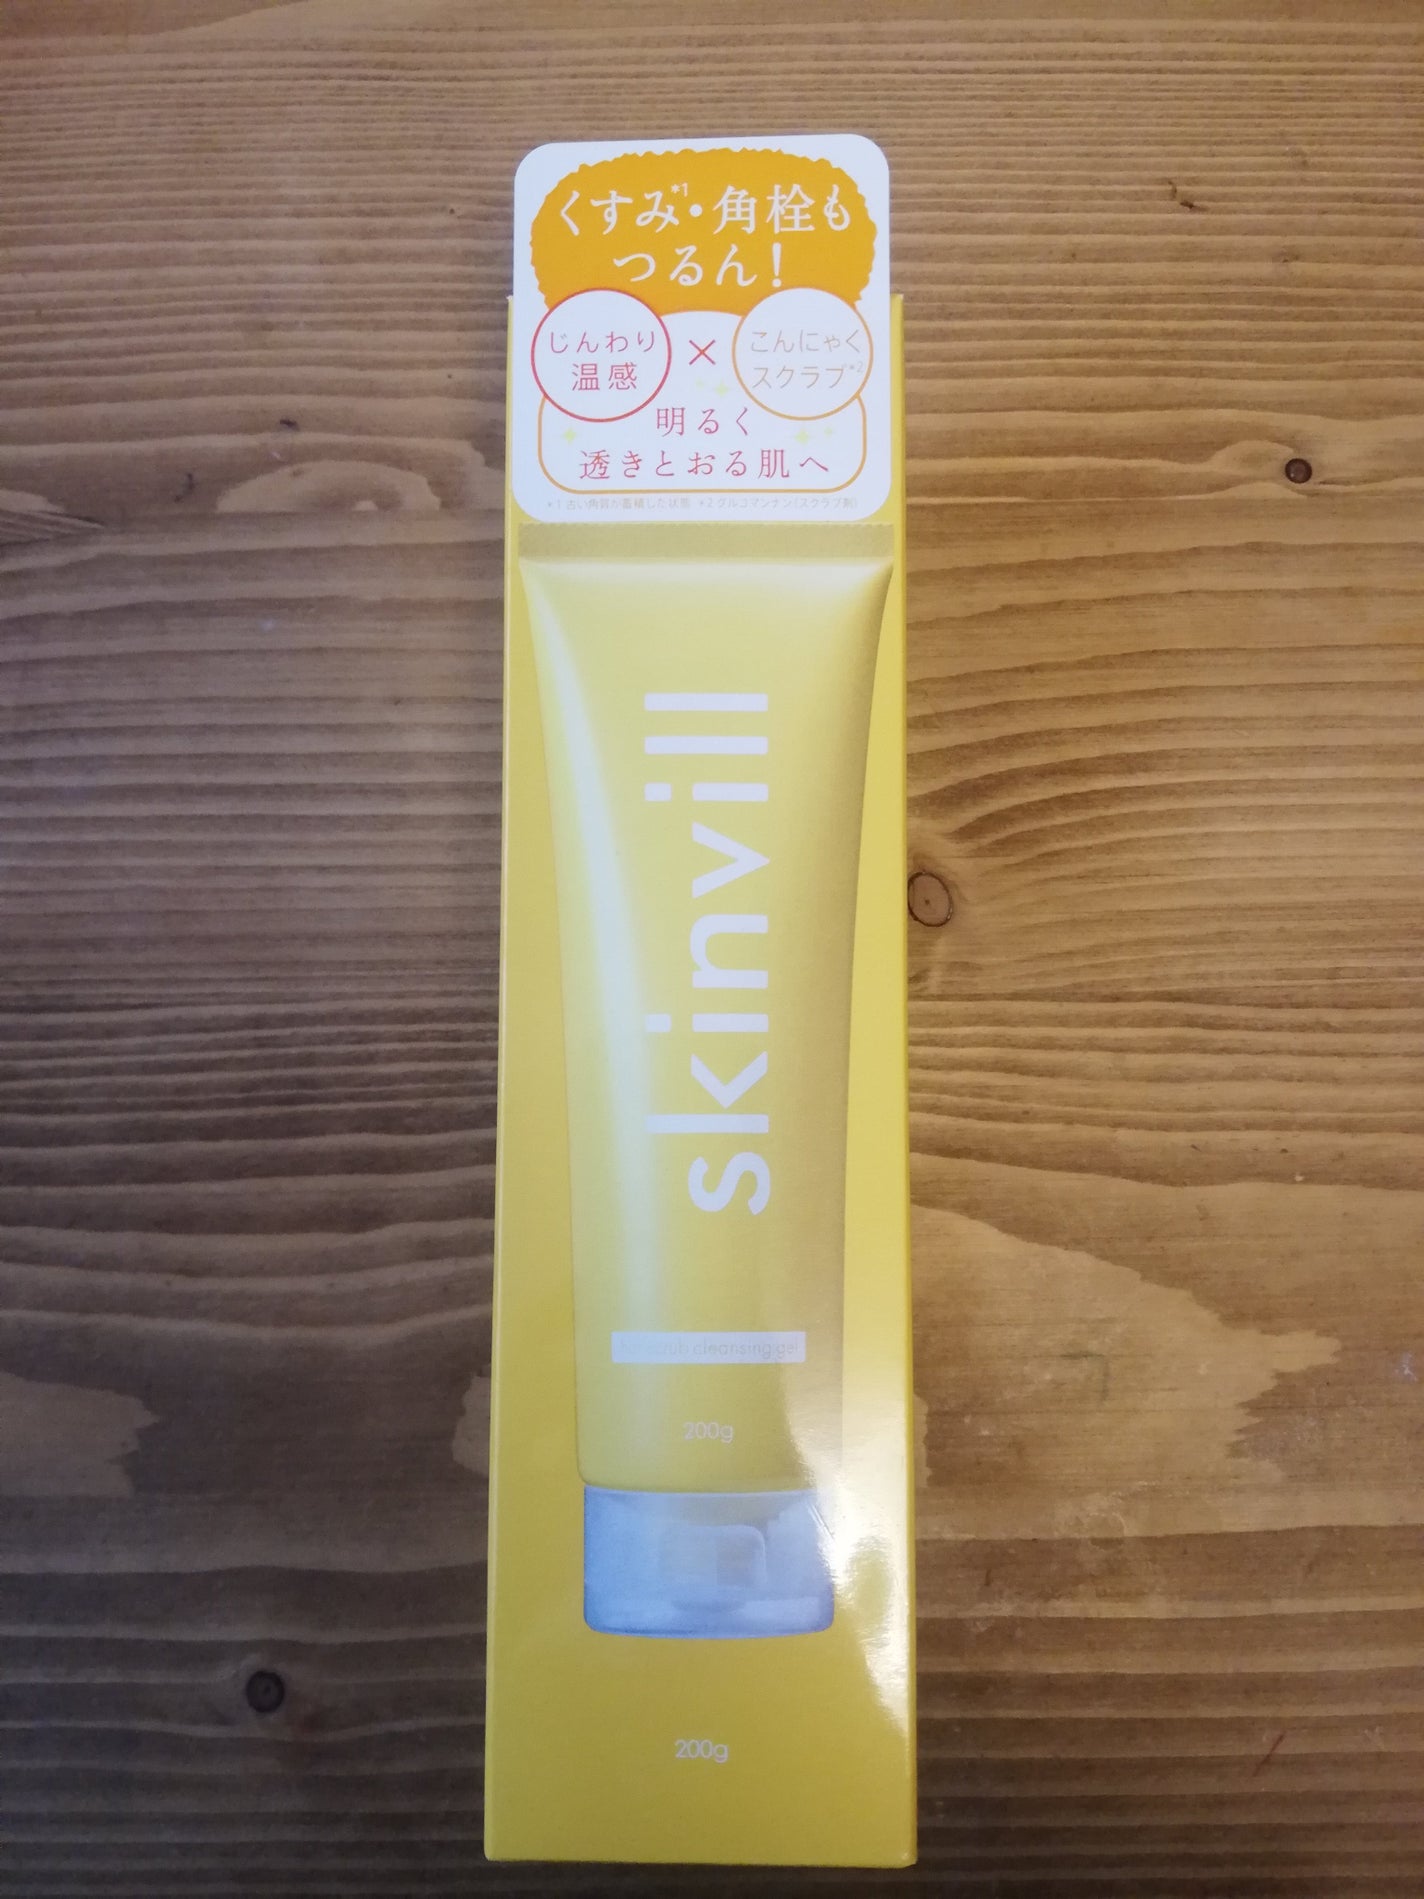 くすみ*1・角栓も
つるん!
じんわり
温感
×
こんにゃく
スクラブ*2
明るく
透きとおる肌へ
*1 古い角質が蓄積した状態 *2 グルコマンナン(スクラブ剤)
skinvill
hot scrub cleansing gel
200g
200g